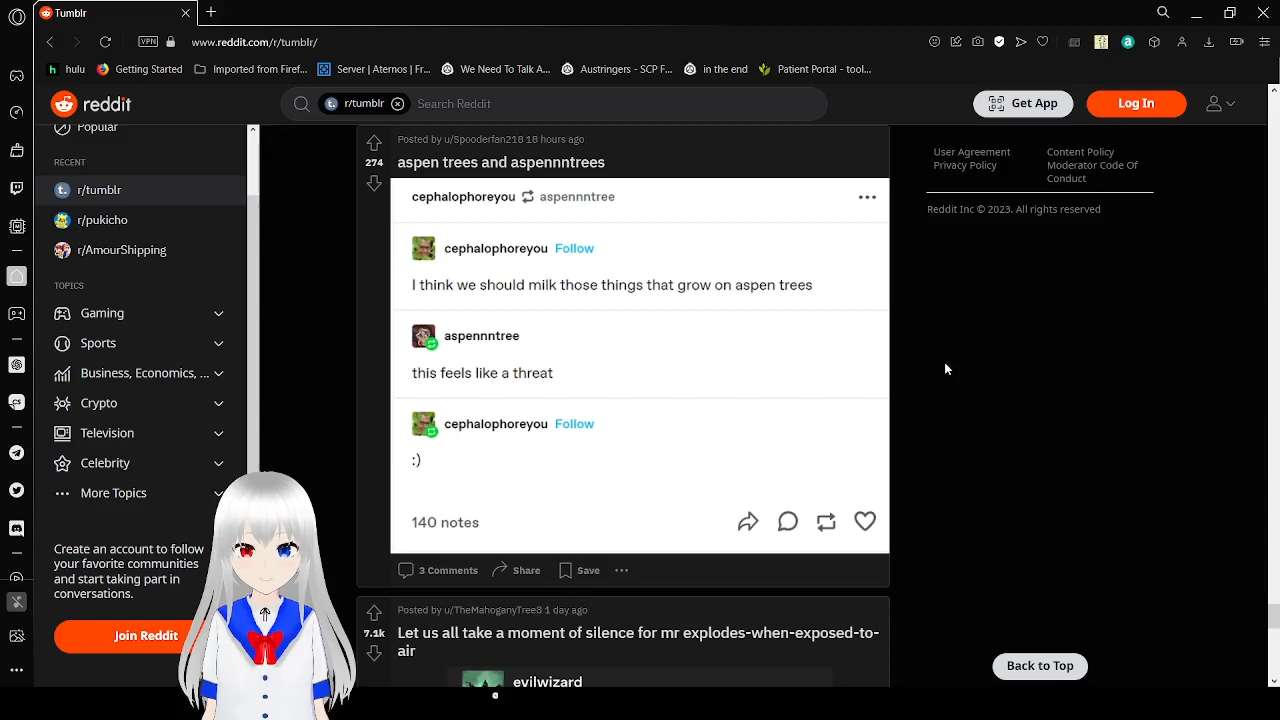 Tumblr
VPN
www.reddit.com/r/tumblr/
hulu
Getting Started
Imported from Firef...
Server | Aternos | Fr...
We Need To Talk A...
Austringers - SCP F...
in the end
Patient Portal - tool...
reddit
r/tumblr
Search Reddit
Get App
Log In
Popular
RECENT
r/tumblr
r/pukicho
r/AmourShipping
TOPICS
Gaming
Sports
Business, Economics, ...
Crypto
Television
Celebrity
More Topics
Create an account to follow
your favorite communities
and start taking part in
conversations.
Join Reddit
Posted by u/Spooderfan218 18 hours ago
274
aspen trees and aspennntrees
cephalophoreyou aspennntree
cephalophoreyou Follow
I think we should milk those things that grow on aspen trees
aspennntree
this feels like a threat
cephalophoreyou Follow
:)
140 notes
3 Comments
Share
Save
Posted by u/TheMahoganyTree8 1 day ago
7.1k
Let us all take a moment of silence for mr explodes-when-exposed-to-
air
evilwizard
User Agreement
Privacy Policy
Content Policy
Moderator Code Of
Conduct
Reddit Inc © 2023. All rights reserved
Back to Top